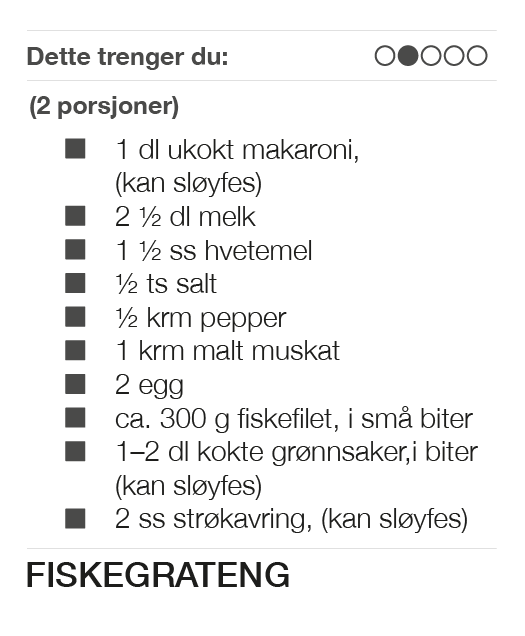 Dette trenger du:
(2 porsjoner)
1 dl ukokt makaroni,
(kan sløyfes)
2 ½ dl melk
1 ½ ss hvetemel
½ ts salt
½ krm pepper
1 krm malt muskat
2 egg
ca. 300 g fiskefilet, i små biter
1–2 dl kokte grønnsaker,i biter
(kan sløyfes)
2 ss strøkavring, (kan sløyfes)
FISKEGRATENG